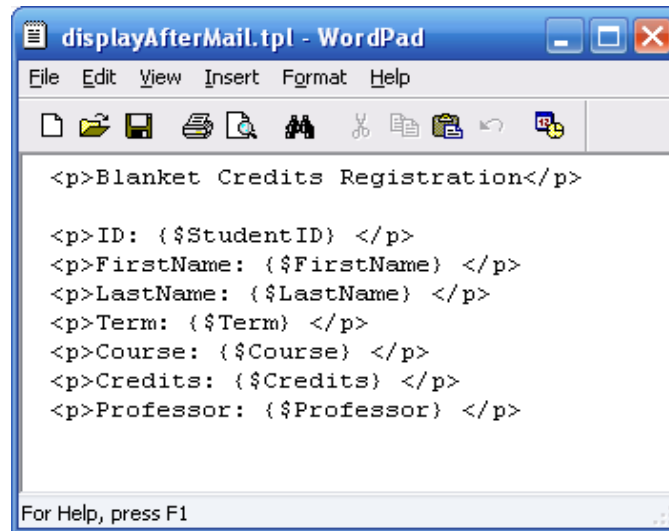 displayAfterMail.tpl - WordPad
File Edit View Insert Format Help
<p>Blanket Credits Registration</p>
<p>ID: {$StudentID} </p>
<p>FirstName: {$FirstName} </p>
<p>LastName: {$LastName} </p>
<p>Term: {$Term} </p>
<p>Course: {$Course} </p>
<p>Credits: {$Credits} </p>
<p>Professor: {$Professor} </p>
For Help, press F1